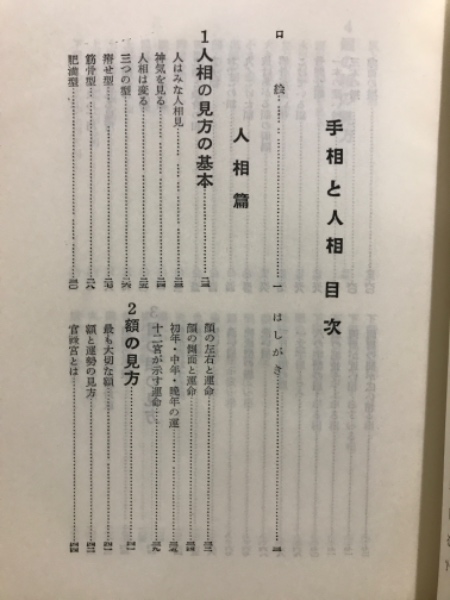 手相と人相 目次
口絵 一
はしがき 三
人相篇
1人相の見方の基本
人はみな人相見
神気を見る
人相は変る
三つの型
瘠せ型
筋骨型
肥満型
顔の左右と運命
顔の側面と運命
初年・中年・晩年の運
十二宮が示す運命
2額の見方
最も大切な額
額と運勢の見方
官祿宮とは